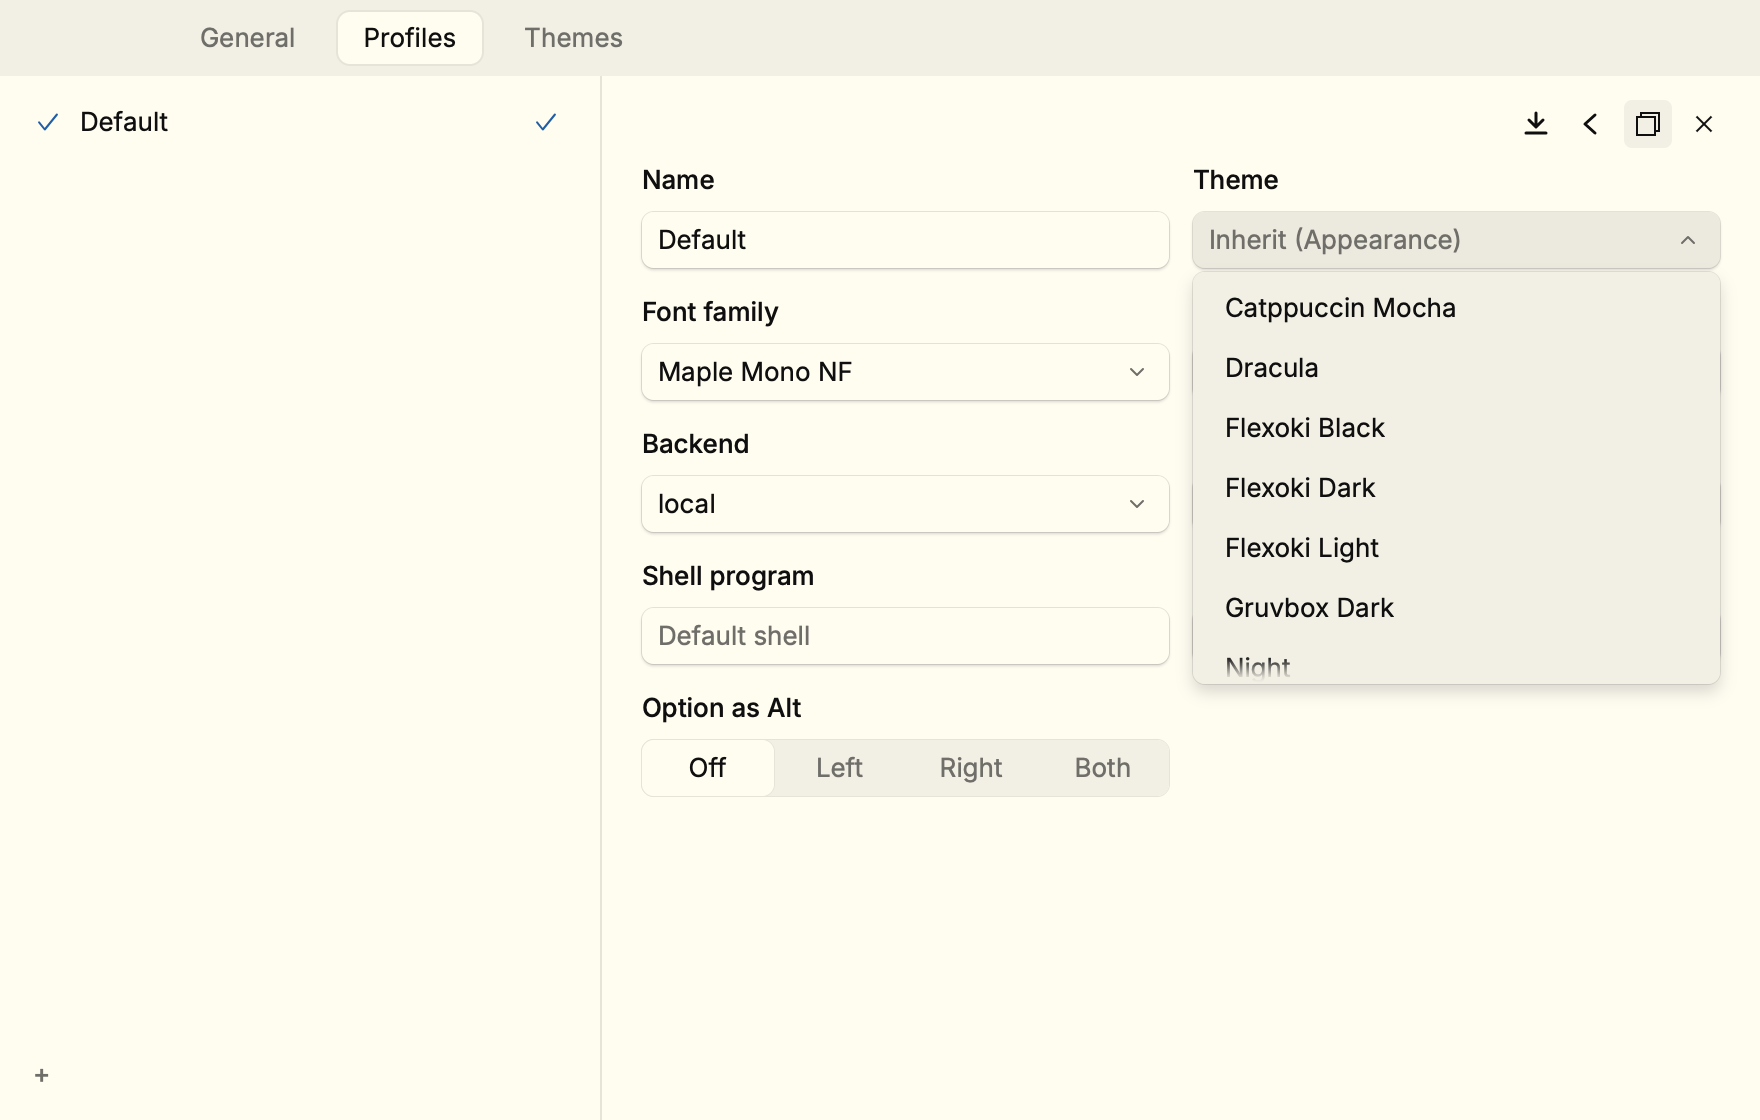 General
Profiles
Themes
Default
Name
Default
Theme
Inherit (Appearance)
Catppuccin Mocha
Dracula
Flexoki Black
Flexoki Dark
Flexoki Light
Gruvbox Dark
Night
Font family
Maple Mono NF
Backend
local
Shell program
Default shell
Option as Alt
Off
Left
Right
Both